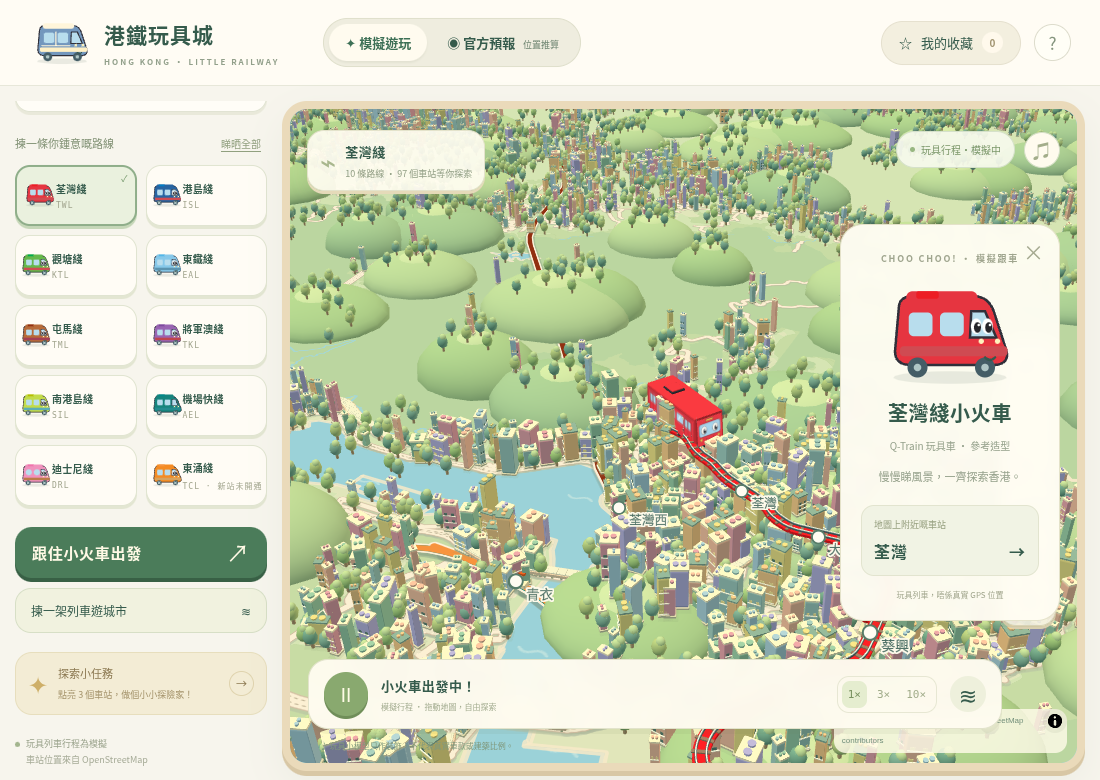 港鐵玩具城
HONG KONG · LITTLE RAILWAY
✦ 模擬遊玩
◉ 官方預報 位置推算
☆ 我的收藏 0
?
揀一條你鍾意嘅路線
睇晒全部
荃灣綫
TWL
✓
港島綫
ISL
觀塘綫
KTL
東鐵綫
EAL
屯馬綫
TML
將軍澳綫
TKL
南港島綫
SIL
機場快綫
AEL
迪士尼綫
DRL
東涌綫
TCL · 新站未開通
跟住小火車出發
揀一架列車遊城市
探索小任務
點亮 3 個車站，做個小小探險家！
玩具列車行程為模擬
車站位置來自 OpenStreetMap
荃灣綫
10 條路線 · 97 個車站等你探索
玩具行程 · 模擬中
CHOO CHOO! · 模擬跟車
荃灣綫小火車
Q-Train 玩具車 · 參考造型
慢慢睇風景，一齊探索香港。
地圖上附近嘅車站
荃灣 →
玩具列車，唔係真實 GPS 位置
荃灣
荃灣西
大
青衣
葵興
小火車出發中！
模擬行程 · 拖動地圖，自由探索
1× 3× 10×
eetMap
contributors